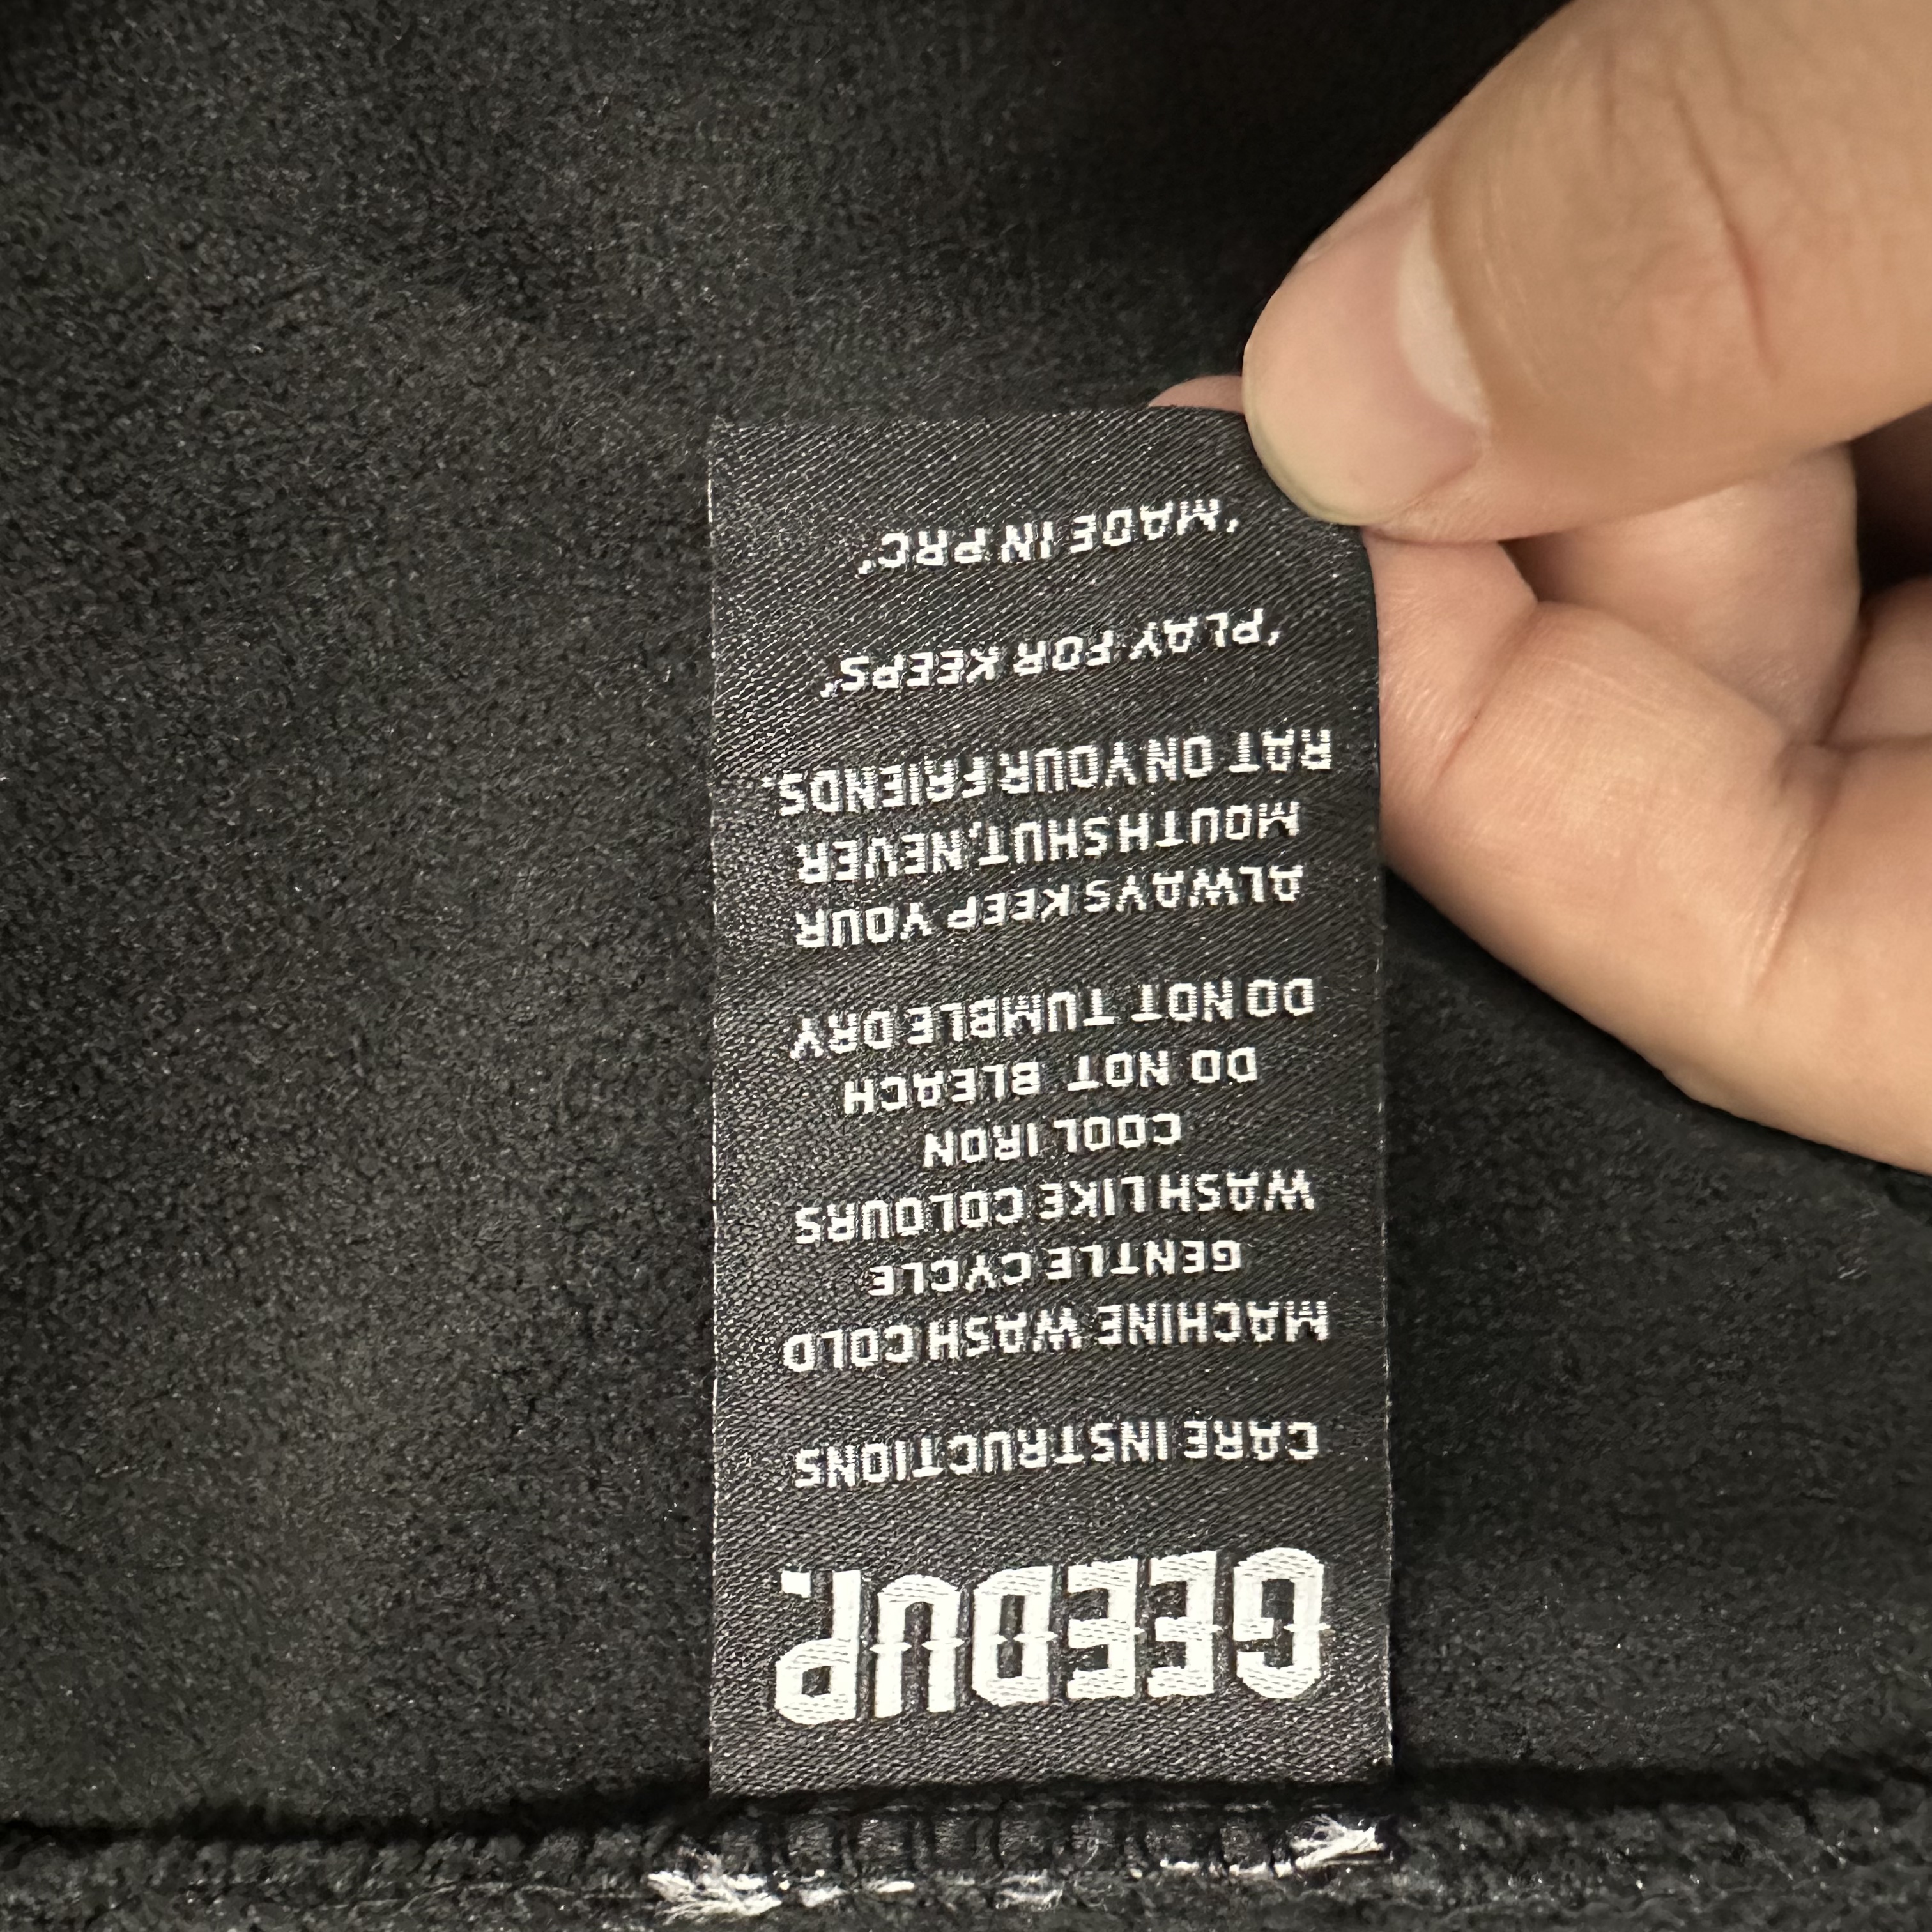 GEEDUP.
CARE INSTRUCTIONS
MACHINE WASH COLD
GENTLE CYCLE
WASH LIKE COLOURS
COOL IRON
DO NOT BLEACH
DO NOT TUMBLE DRY
ALWAYS KEEP YOUR
MOUTH SHUT, NEVER
RAT ON YOUR FRIENDS.
'PLAY FOR KEEPS'
'MADE IN PRC'